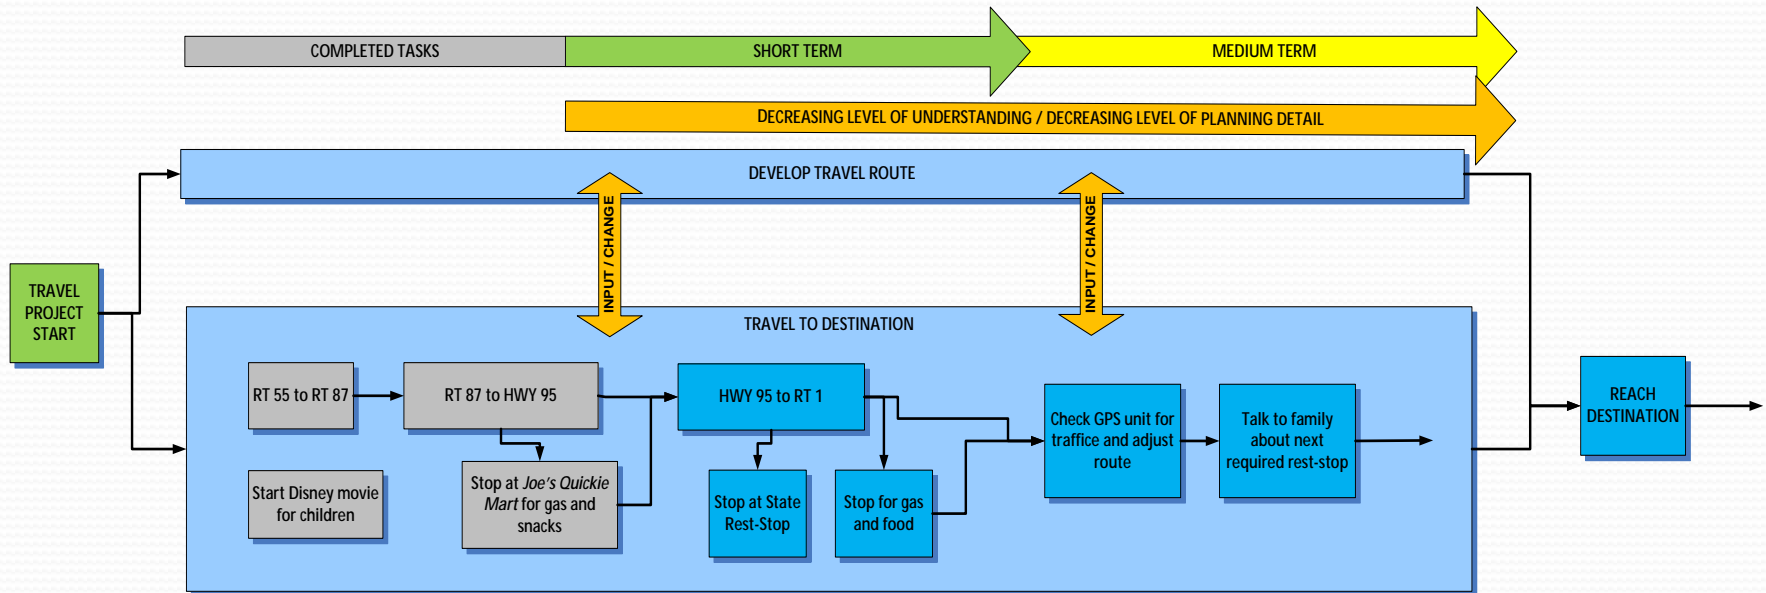 COMPLETED TASKS
SHORT TERM
MEDIUM TERM
DECREASING LEVEL OF UNDERSTANDING / DECREASING LEVEL OF PLANNING DETAIL
DEVELOP TRAVEL ROUTE
INPUT / CHANGE
INPUT / CHANGE
TRAVEL
PROJECT
START
TRAVEL TO DESTINATION
RT 55 to RT 87
RT 87 to HWY 95
HWY 95 to RT 1
Check GPS unit for
traffice and adjust
route
Talk to family
about next
required rest-stop
REACH
DESTINATION
Start Disney movie
for children
Stop at Joe's Quickie
Mart for gas and
snacks
Stop at State
Rest-Stop
Stop for gas
and food